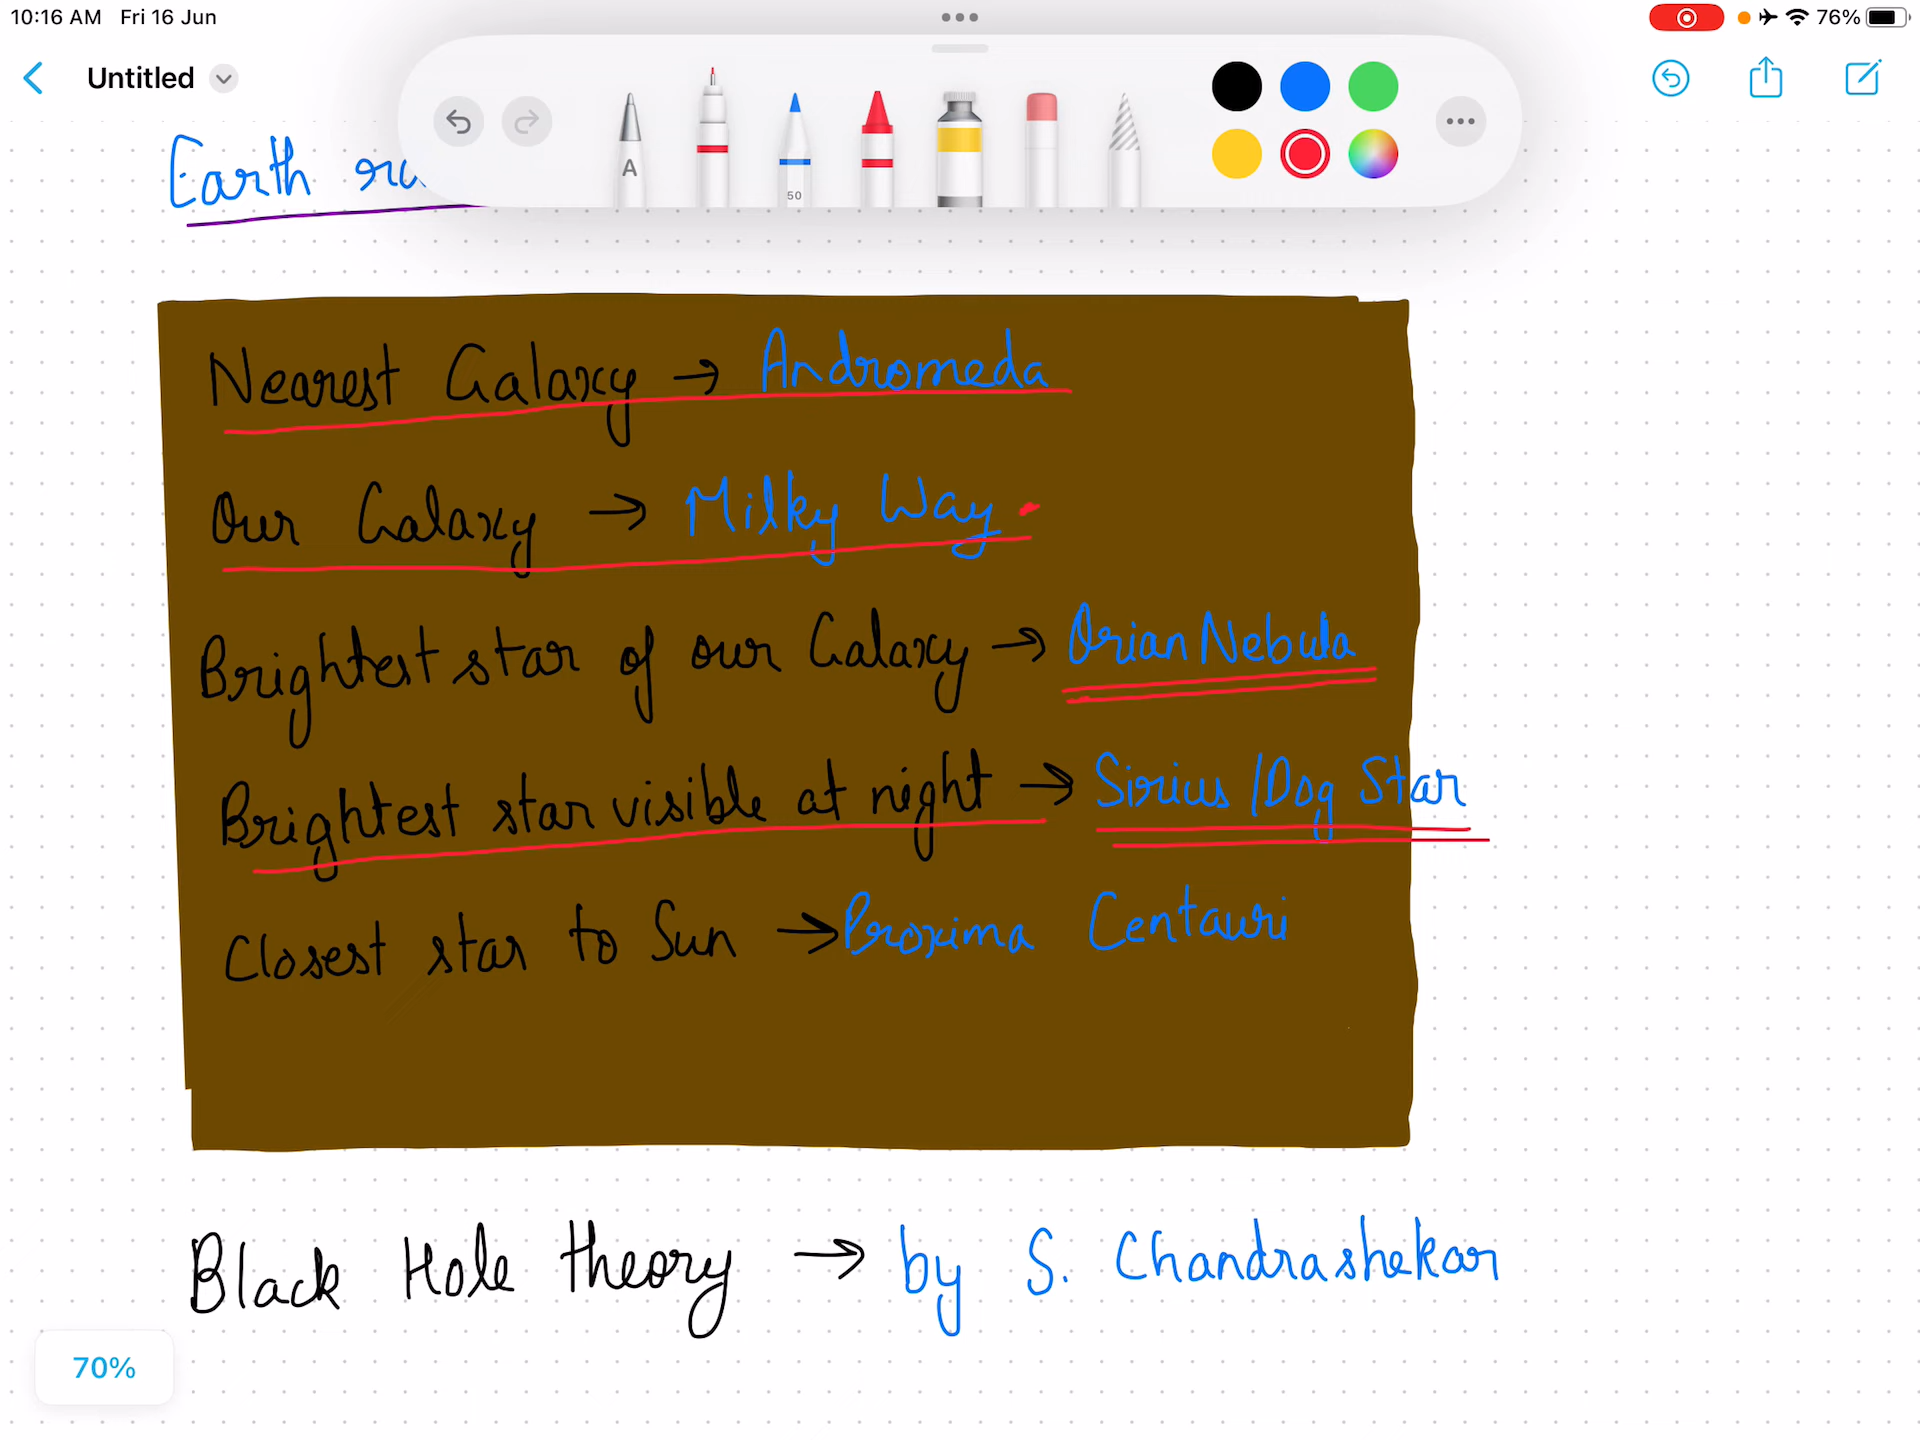 10:16 AM Fri 16 Jun
76%
Untitled
A
50
Earth
Nearest Galaxy → Andromeda
Our Galaxy → Milky Way
Brightest star of our Galaxy → Orian Nebula
Brightest star visible at night → Sirius / Dog Star
Closest star to Sun → Proxima Centauri
Black Hole theory → by S. Chandrashekar
70%